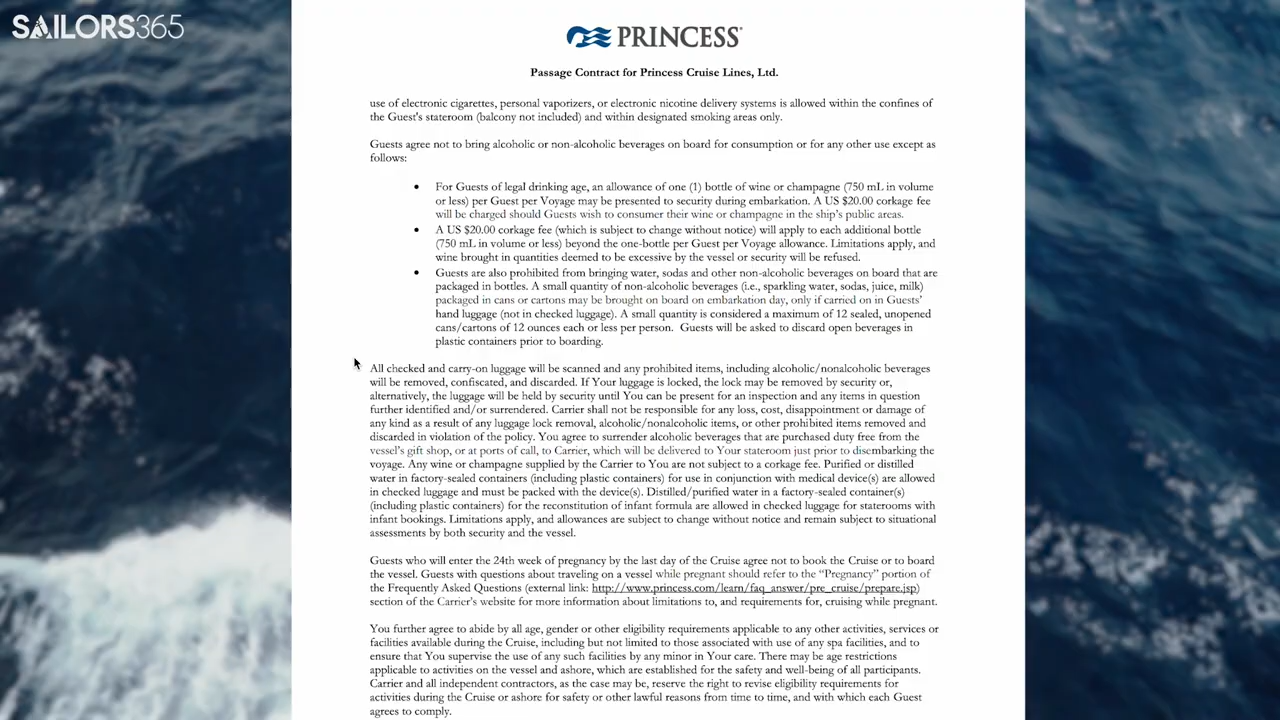 SAILORS365
PRINCESS
Passage Contract for Princess Cruise Lines, Ltd.
use of electronic cigarettes, personal vaporizers, or electronic nicotine delivery systems is allowed within the confines of
the Guest's stateroom (balcony not included) and within designated smoking areas only.
Guests agree not to bring alcoholic or non-alcoholic beverages on board for consumption or for any other use except as
follows:
• For Guests of legal drinking age, an allowance of one (1) bottle of wine or champagne (750 mL in volume
or less) per Guest per Voyage may be presented to security during embarkation. A US $20.00 corkage fee
will be charged should Guests wish to consumer their wine or champagne in the ship's public areas.
• A US $20.00 corkage fee (which is subject to change without notice) will apply to each additional bottle
(750 mL in volume or less) beyond the one-bottle per Guest per Voyage allowance. Limitations apply, and
wine brought in quantities deemed to be excessive by the vessel or security will be refused.
• Guests are also prohibited from bringing water, sodas and other non-alcoholic beverages on board that are
packaged in bottles. A small quantity of non-alcoholic beverages (i.e., sparkling water, sodas, juice, milk)
packaged in cans or cartons may be brought on board on embarkation day, only if carried on in Guests'
hand luggage (not in checked luggage). A small quantity is considered a maximum of 12 sealed, unopened
cans/cartons of 12 ounces each or less per person. Guests will be asked to discard open beverages in
plastic containers prior to boarding.
All checked and carry-on luggage will be scanned and any prohibited items, including alcoholic/nonalcoholic beverages
will be removed, confiscated, and discarded. If Your luggage is locked, the lock may be removed by security or,
alternatively, the luggage will be held by security until You can be present for an inspection and any items in question
further identified and/or surrendered. Carrier shall not be responsible for any loss, cost, disappointment or damage of
any kind as a result of any luggage lock removal, alcoholic/nonalcoholic items, or other prohibited items removed and
discarded in violation of the policy. You agree to surrender alcoholic beverages that are purchased duty free from the
vessel's gift shop, or at ports of call, to Carrier, which will be delivered to Your stateroom just prior to disembarking the
voyage. Any wine or champagne supplied by the Carrier to You are not subject to a corkage fee. Purified or distilled
water in factory-sealed containers (including plastic containers) for use in conjunction with medical device(s) are allowed
in checked luggage and must be packed with the device(s). Distilled/purified water in a factory-sealed container(s)
(including plastic containers) for the reconstitution of infant formula are allowed in checked luggage for staterooms with
infant bookings. Limitations apply, and allowances are subject to change without notice and remain subject to situational
assessments by both security and the vessel.
Guests who will enter the 24th week of pregnancy by the last day of the Cruise agree not to book the Cruise or to board
the vessel. Guests with questions about traveling on a vessel while pregnant should refer to the “Pregnancy” portion of
the Frequently Asked Questions (external link: http://www.princess.com/learn/faq_answer/pre_cruise/prepare.jsp)
section of the Carrier's website for more information about limitations to, and requirements for, cruising while pregnant.
You further agree to abide by all age, gender or other eligibility requirements applicable to any other activities, services or
facilities available during the Cruise, including but not limited to those associated with use of any spa facilities, and to
ensure that You supervise the use of any such facilities by any minor in Your care. There may be age restrictions
applicable to activities on the vessel and ashore, which are established for the safety and well-being of all participants.
Carrier and all independent contractors, as the case may be, reserve the right to revise eligibility requirements for
activities during the Cruise or ashore for safety or other lawful reasons from time to time, and with which each Guest
agrees to comply.